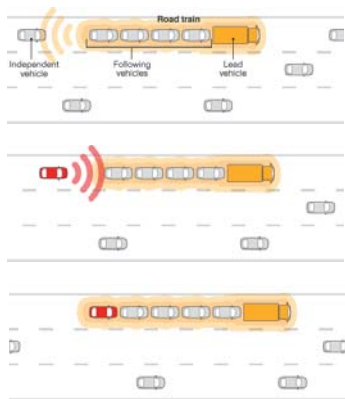 Road train
Independent
vehicle
Following
vehicles
Lead
vehicle